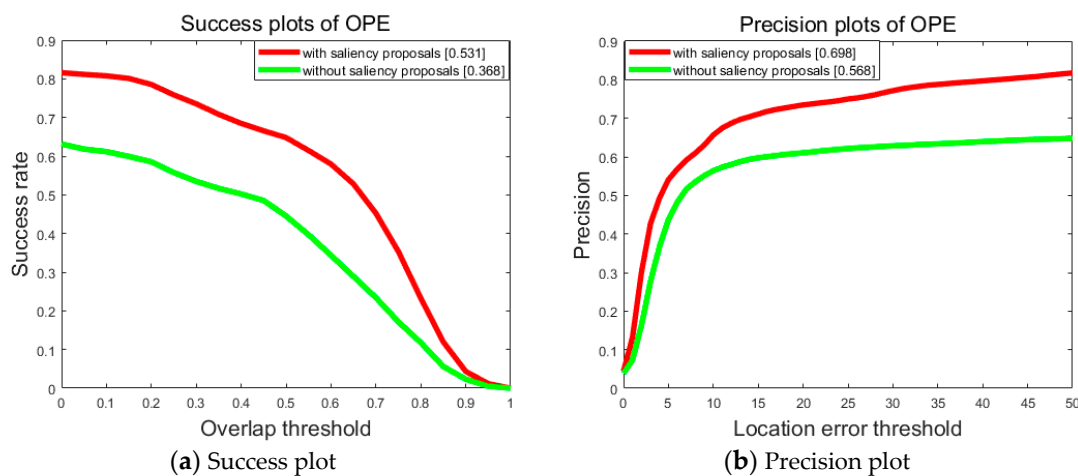 Success plots of OPE
0.9
0.8
0.7
0.6
0.5
0.4
0.3
0.2
0.1
0
Success rate
with saliency proposals [0.531]
without saliency proposals [0.368]
0 0.1 0.2 0.3 0.4 0.5 0.6 0.7 0.8 0.9 1
Overlap threshold
(a) Success plot
Precision plots of OPE
0.9
0.8
0.7
0.6
0.5
0.4
0.3
0.2
0.1
0
Precision
with saliency proposals [0.698]
without saliency proposals [0.568]
0 5 10 15 20 25 30 35 40 45 50
Location error threshold
(b) Precision plot